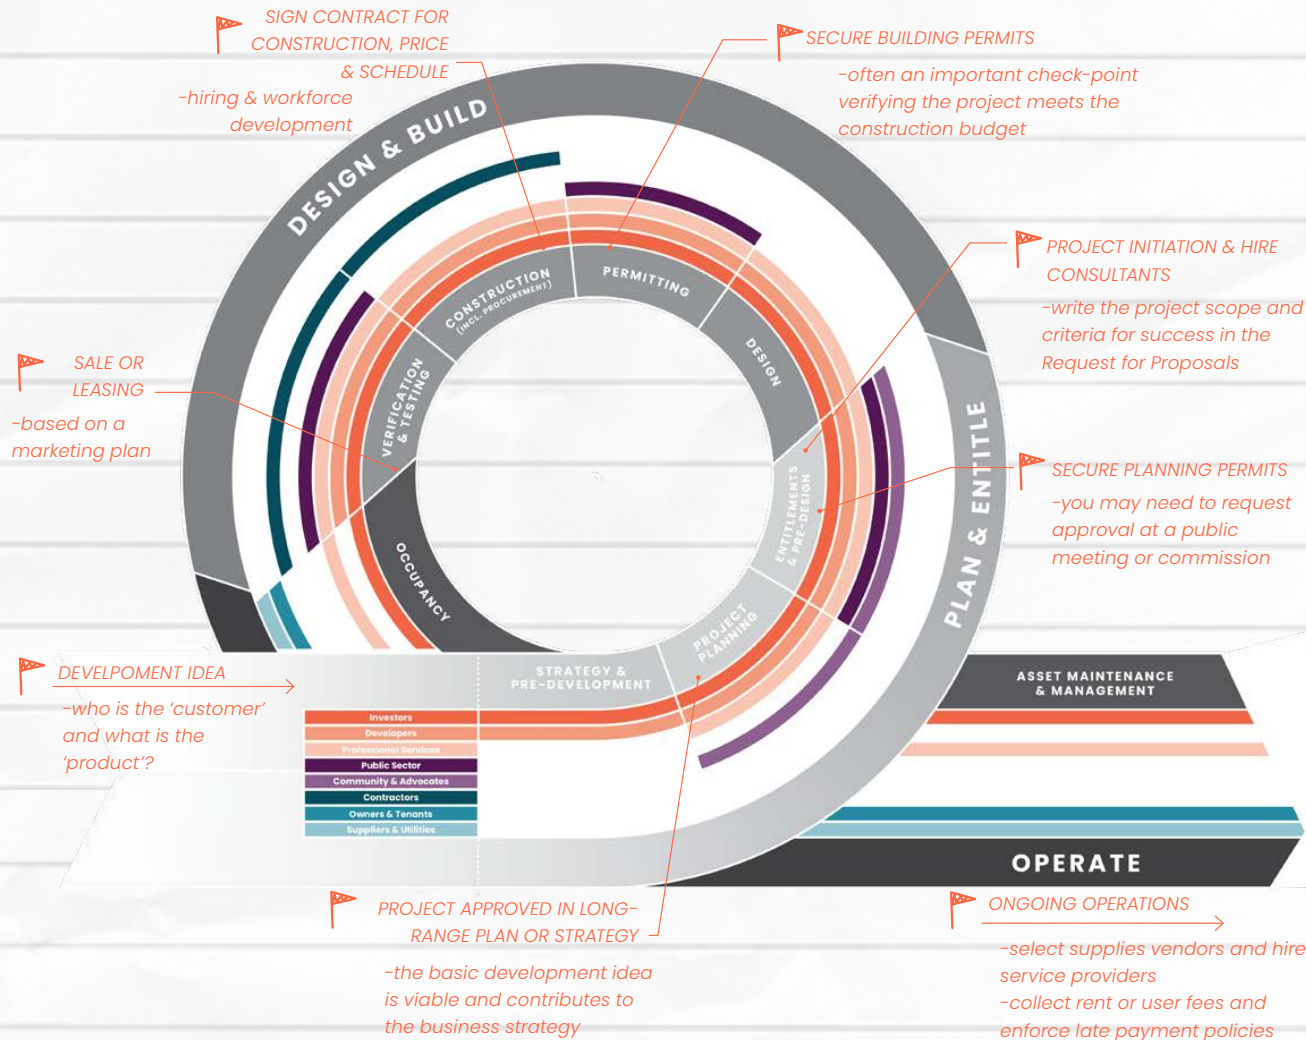 SIGN CONTRACT FOR
CONSTRUCTION, PRICE
& SCHEDULE
-hiring & workforce
development
SECURE BUILDING PERMITS
-often an important check-point
verifying the project meets the
construction budget
DESIGN & BUILD
PROJECT INITIATION & HIRE
CONSULTANTS
-write the project scope and
criteria for success in the
Request for Proposals
CONSTRUCTION
(INCL. PROCUREMENT)
PERMITTING
DESIGN
VERIFICATION
& TESTING
SALE OR
LEASING
-based on a
marketing plan
PLAN & ENTITLE
ENTITLEMENTS
& PRE-DESIGN
SECURE PLANNING PERMITS
-you may need to request
approval at a public
meeting or commission
OCCUPANCY
PROJECT
PLANNING
STRATEGY &
PRE-DEVELOPMENT
DEVELPOMENT IDEA
-who is the ‘customer’
and what is the
‘product’?
Investors
Developers
Professional Services
Public Sector
Community & Advocates
Contractors
Owners & Tenants
Suppliers & Utilities
ASSET MAINTENANCE
& MANAGEMENT
OPERATE
PROJECT APPROVED IN LONG-
RANGE PLAN OR STRATEGY
-the basic development idea
is viable and contributes to
the business strategy
ONGOING OPERATIONS
-select supplies vendors and hire
service providers
-collect rent or user fees and
enforce late payment policies